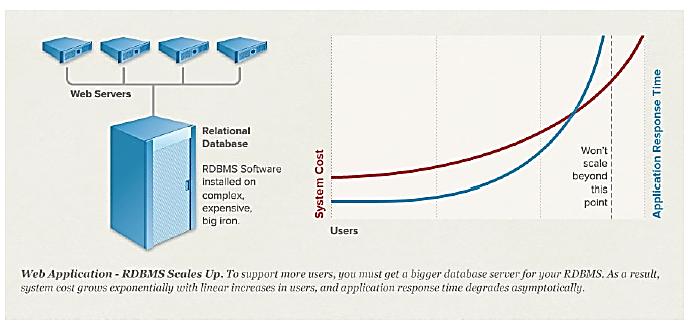 Web Servers
Relational
Database
RDBMS Software
installed on
complex,
expensive,
big iron.
System Cost
Users
Won't
scale
beyond
this
point
Application Response Time
Web Application - RDBMS Scales Up. To support more users, you must get a bigger database server for your RDBMS. As a result,
system cost grows exponentially with linear increases in users, and application response time degrades asymptotically.